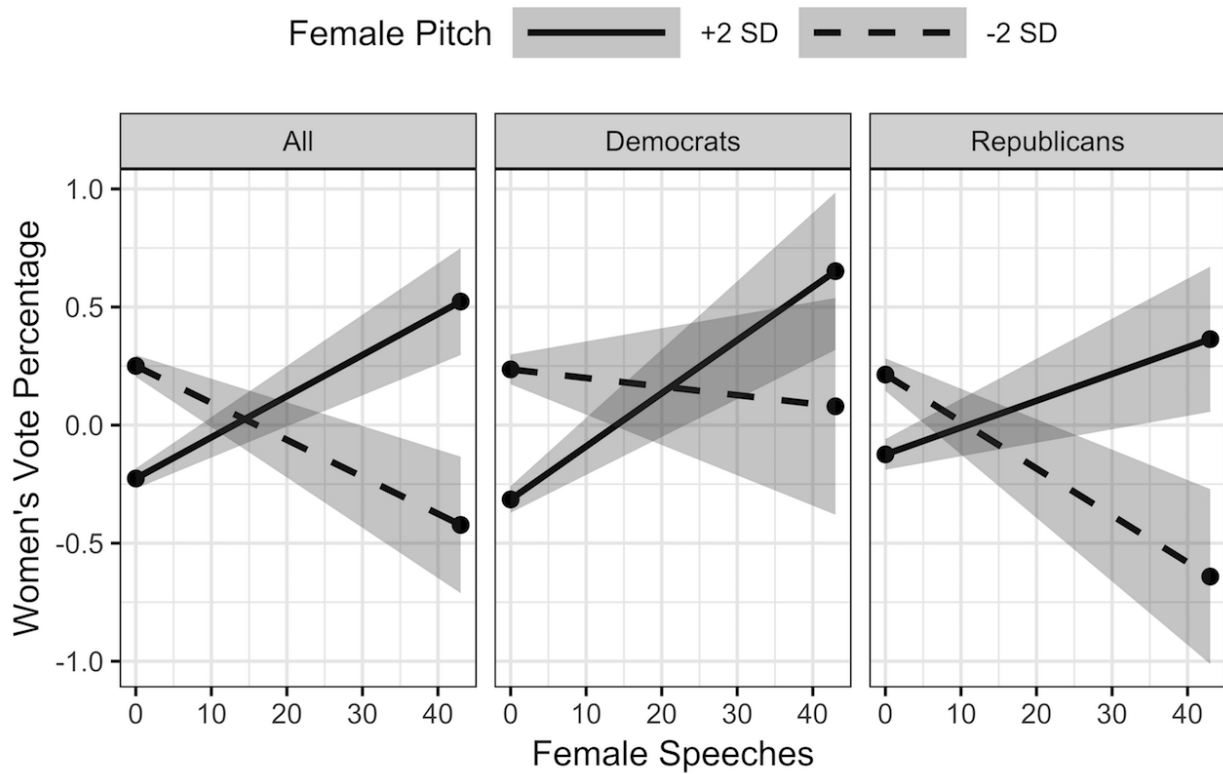 Female Pitch +2 SD -2 SD
All Democrats Republicans
Women's Vote Percentage
1.0
0.5
0.0
-0.5
-1.0
0 10 20 30 40 0 10 20 30 40 0 10 20 30 40
Female Speeches